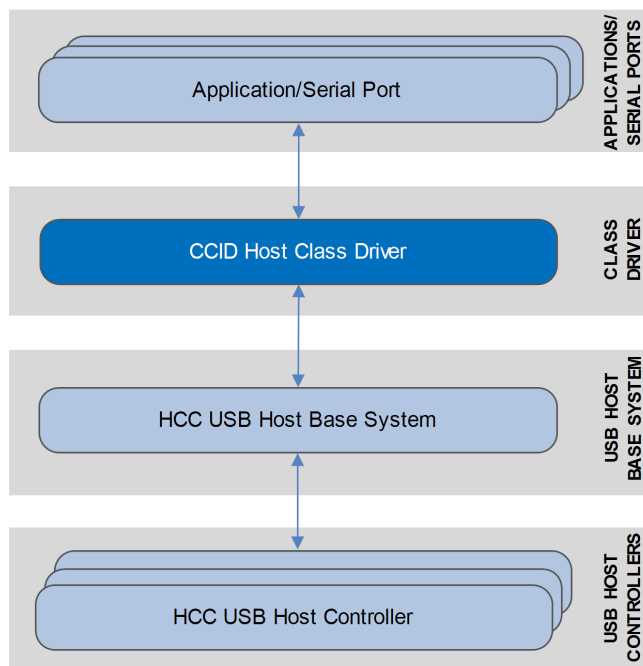 Application/Serial Port
APPLICATIONS/
SERIAL PORTS
CCID Host Class Driver
CLASS
DRIVER
HCC USB Host Base System
USB HOST
BASE SYSTEM
HCC USB Host Controller
USB HOST
CONTROLLERS